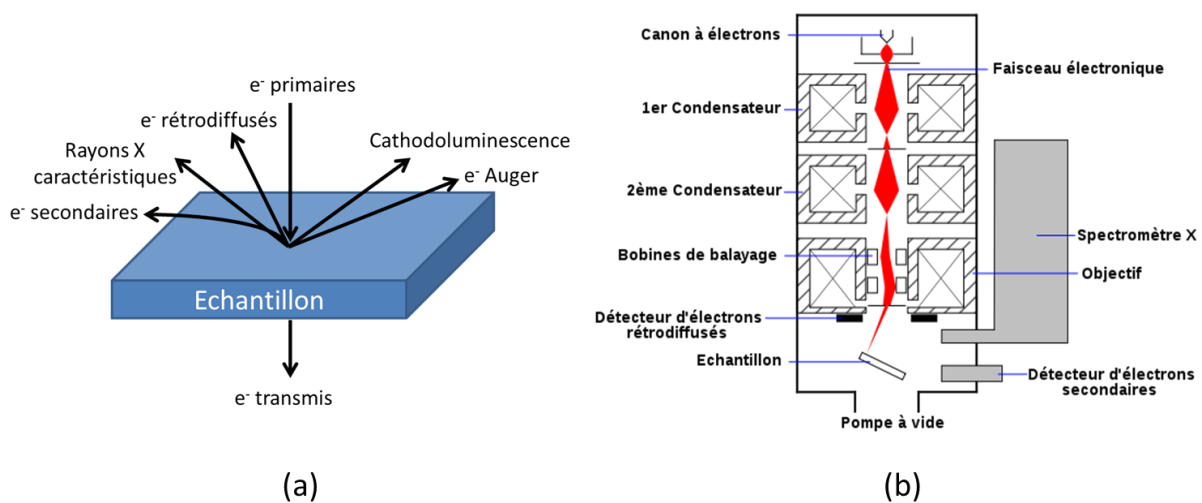 e- primaires
e- rétrodiffusés
Rayons X
caractéristiques
Cathodoluminescence
e- Auger
e- secondaires
Echantillon
e- transmis
(a)
Canon à électrons
Faisceau électronique
1er Condensateur
2ème Condensateur
Spectromètre X
Bobines de balayage
Objectif
Détecteur d'électrons
rétrodiffusés
Echantillon
Détecteur d'électrons
secondaires
Pompe à vide
(b)